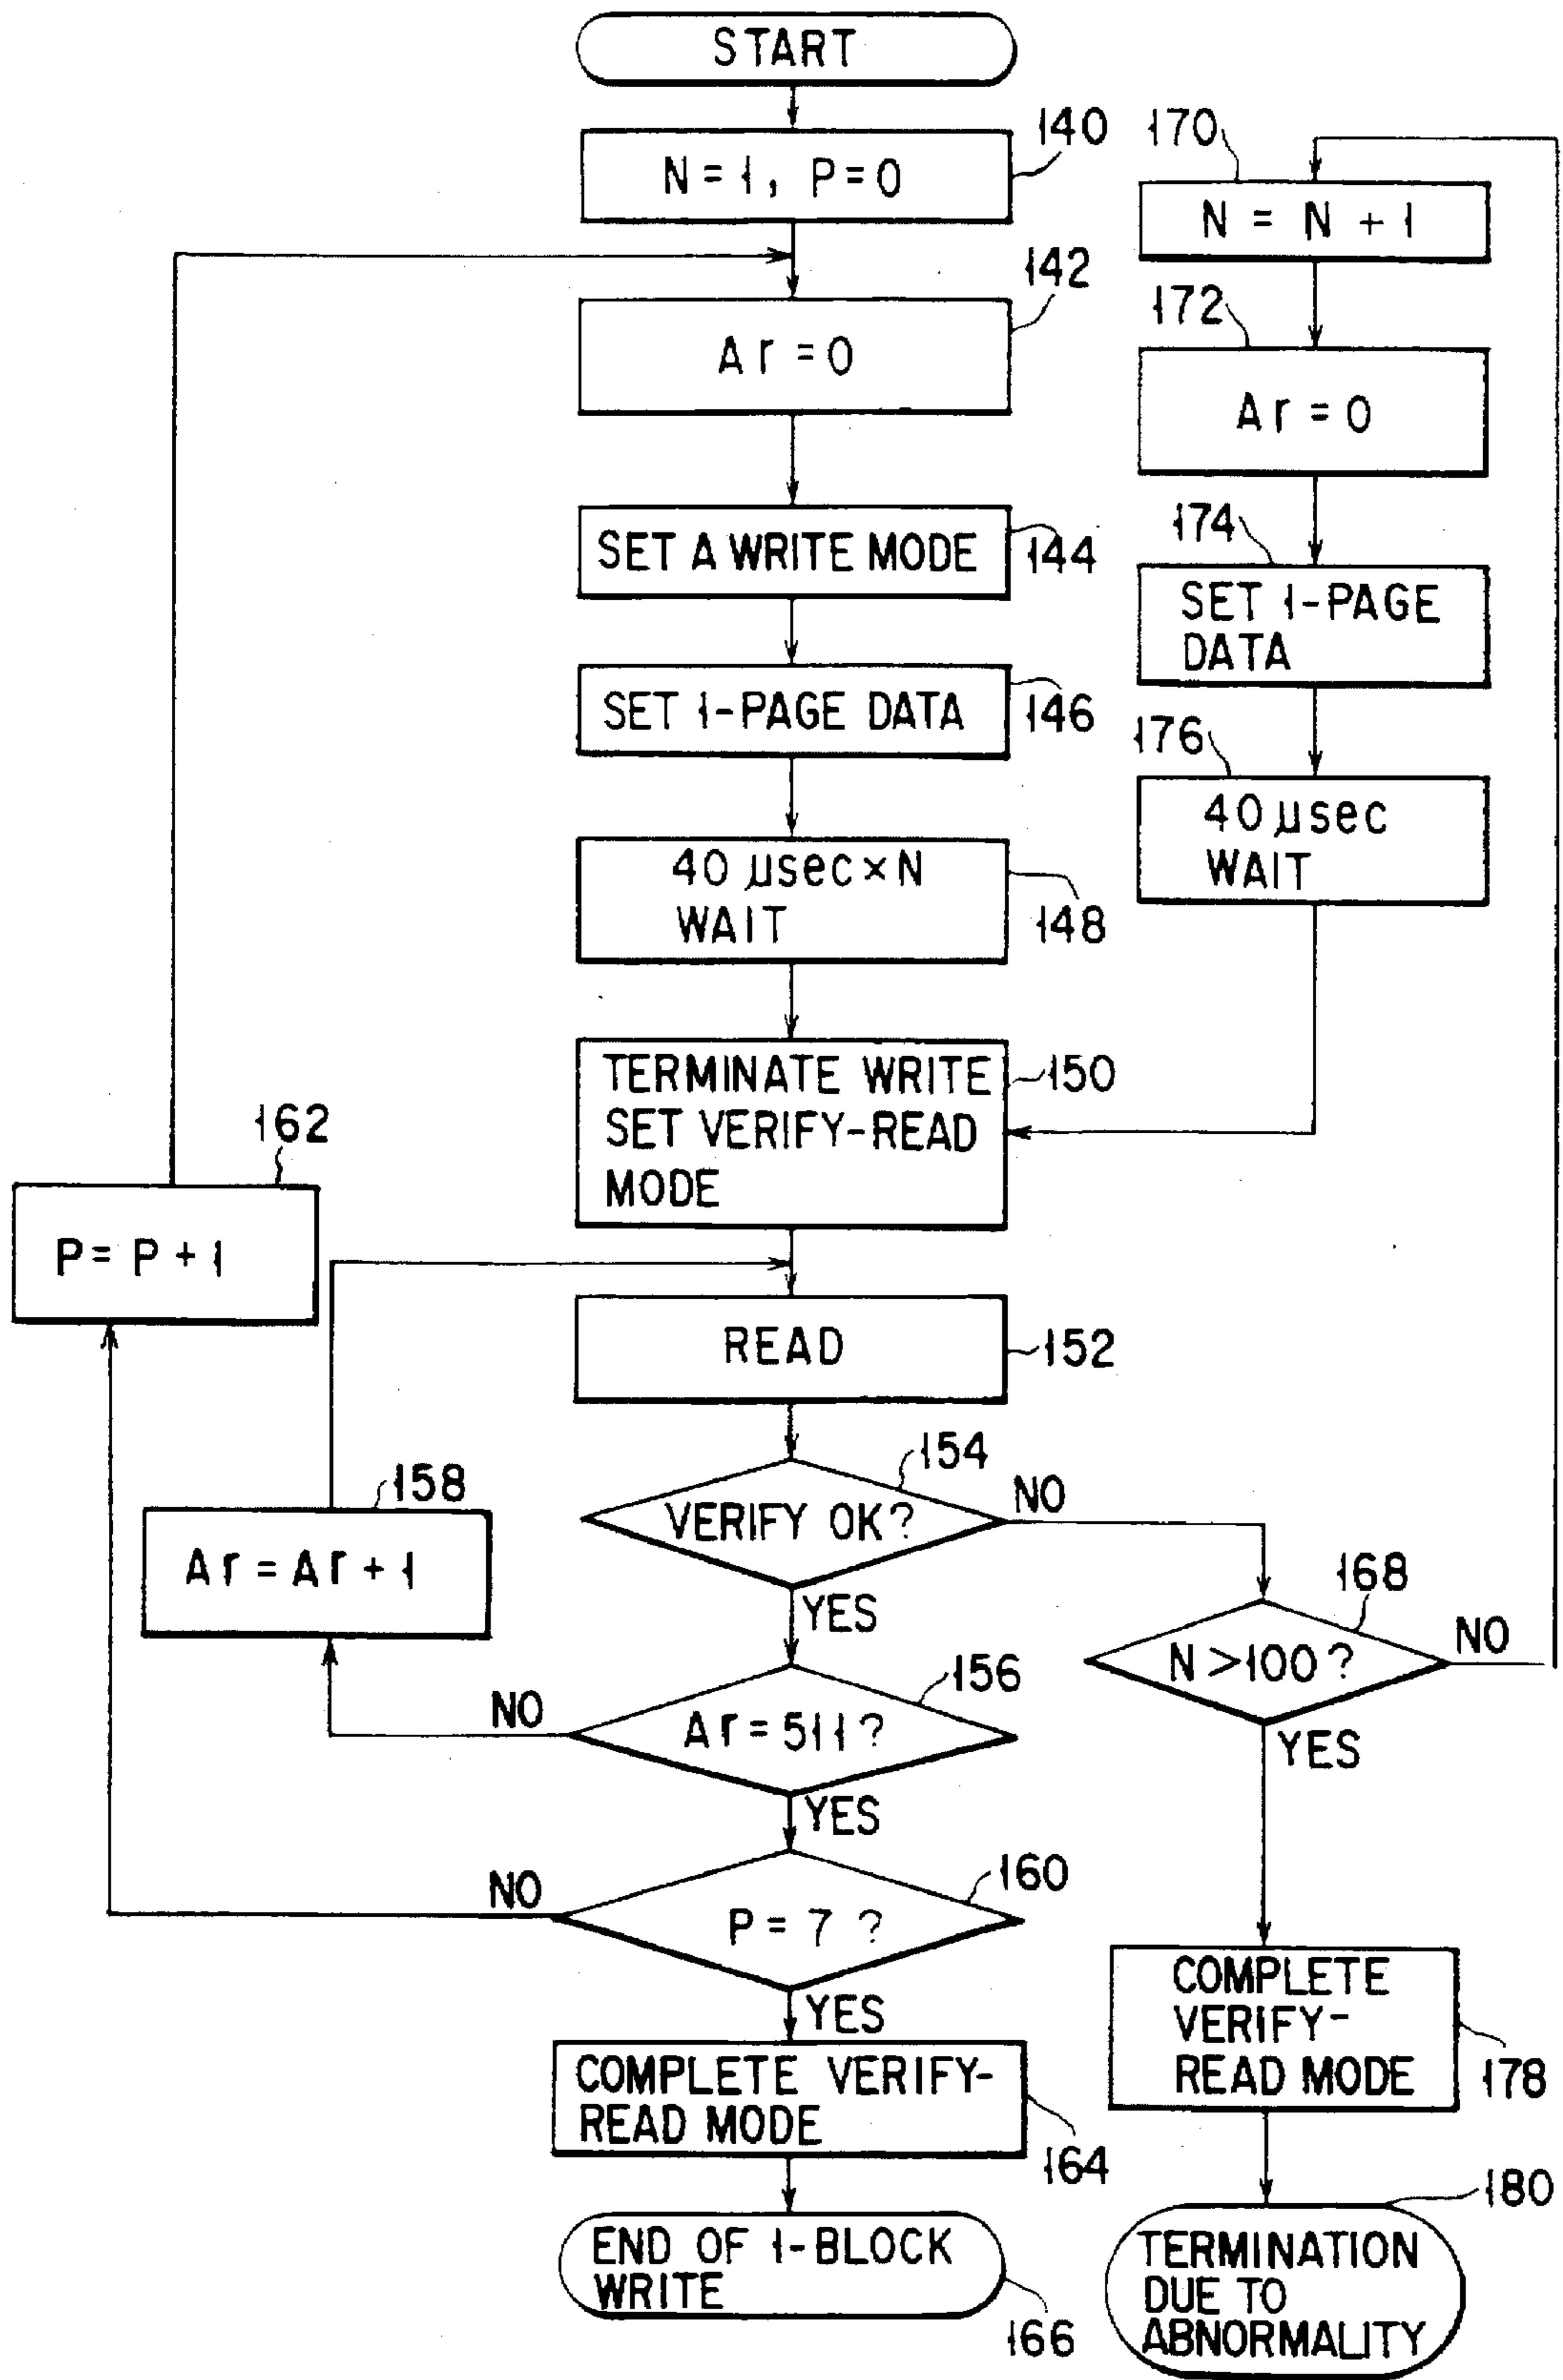 START
N=1, P=0
140
Ar=0
142
SET A WRITE MODE
144
SET 1-PAGE DATA
146
40 µsec×N
WAIT
148
TERMINATE WRITE
SET VERIFY-READ
MODE
150
READ
152
VERIFY OK?
154
NO
YES
Ar=511?
156
NO
YES
Ar=Ar+1
158
P=7?
160
NO
YES
P=P+1
162
COMPLETE VERIFY-
READ MODE
164
END OF 1-BLOCK
WRITE
166
N>100?
168
NO
YES
170
N=N+1
172
Ar=0
174
SET 1-PAGE
DATA
176
40µsec
WAIT
COMPLETE
VERIFY-
READ MODE
178
TERMINATION
DUE TO
ABNORMALITY
180